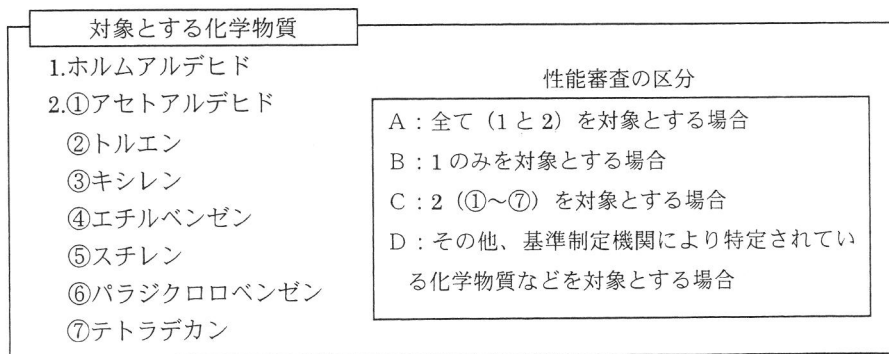 対象とする化学物質
1.ホルムアルデヒド
2.①アセトアルデヒド
②トルエン
③キシレン
④エチルベンゼン
⑤スチレン
⑥パラジクロロベンゼン
⑦テトラデカン
性能審査の区分
A：全て（1と2）を対象とする場合
B：1のみを対象とする場合
C：2（①～⑦）を対象とする場合
D：その他、基準制定機関により特定されてい
る化学物質などを対象とする場合